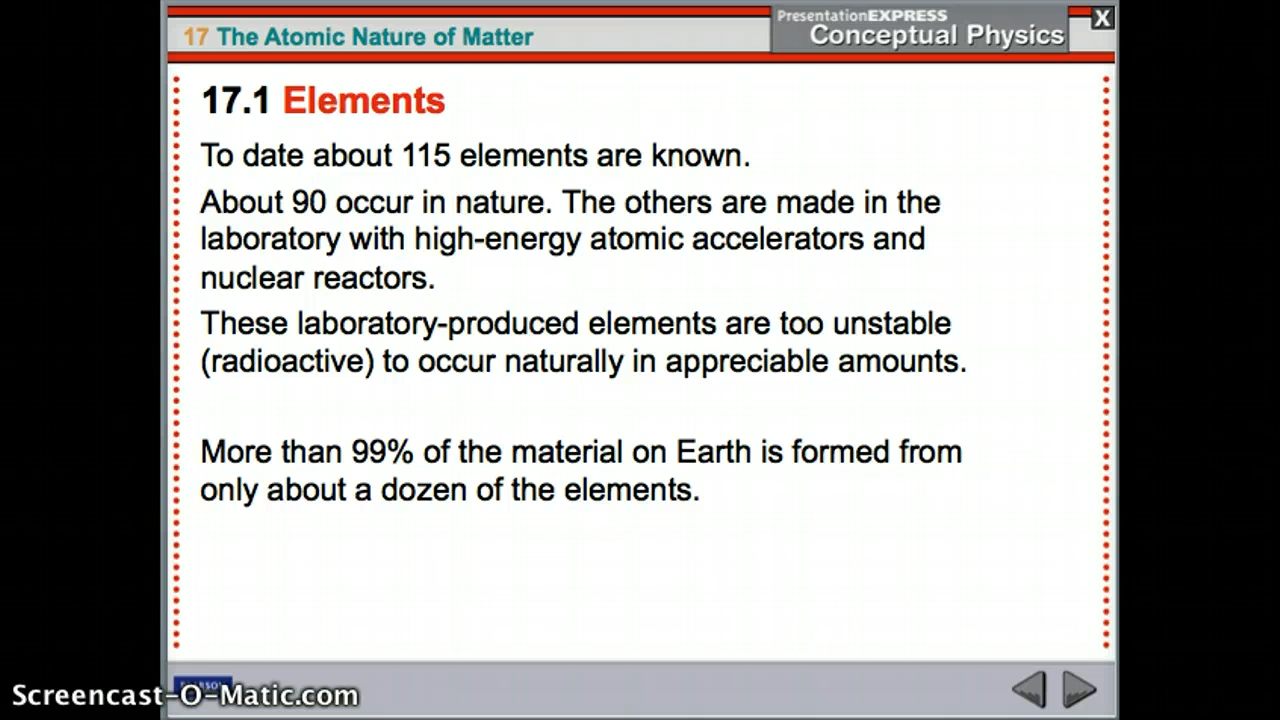 PresentationEXPRESS
X
17 The Atomic Nature of Matter
Conceptual Physics
17.1 Elements
To date about 115 elements are known.
About 90 occur in nature. The others are made in the
laboratory with high-energy atomic accelerators and
nuclear reactors.
These laboratory-produced elements are too unstable
(radioactive) to occur naturally in appreciable amounts.
More than 99% of the material on Earth is formed from
only about a dozen of the elements.
PEARSON
Screencast-O-Matic.com